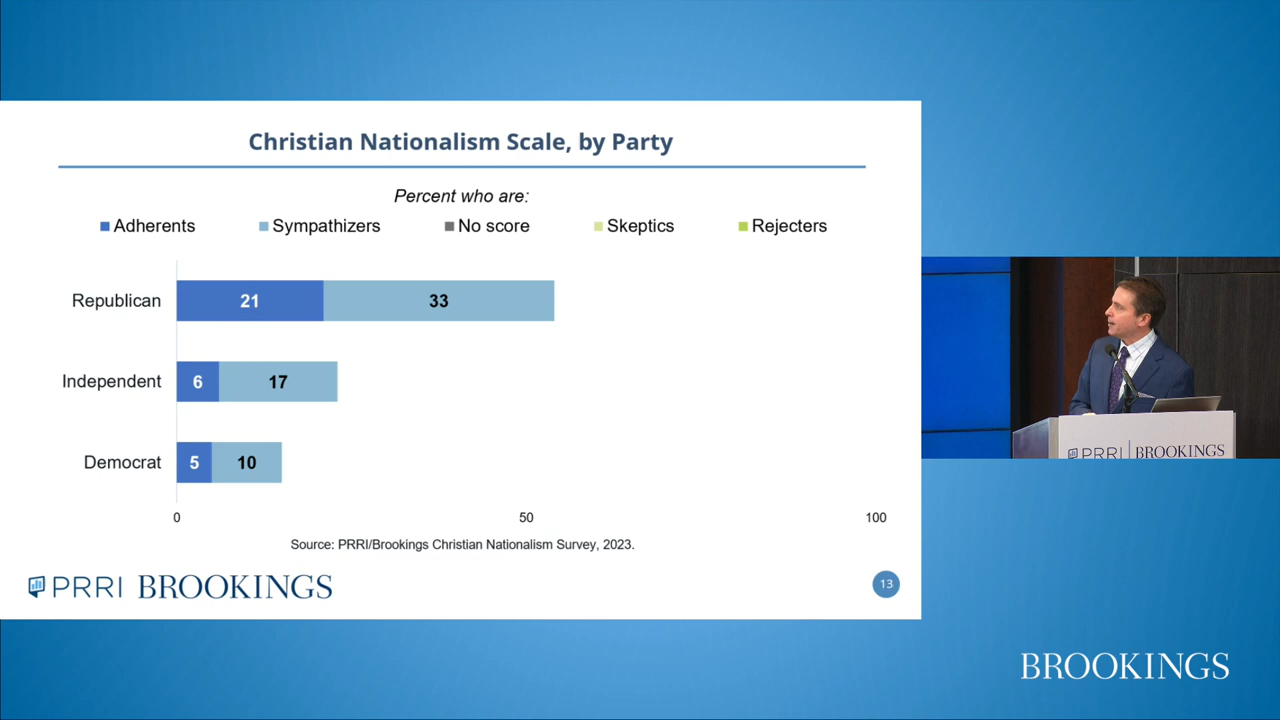 Christian Nationalism Scale, by Party
Percent who are:
Adherents Sympathizers No score Skeptics Rejecters
Republican 21 33
Independent 6 17
Democrat 5 10
0 50 100
Source: PRRI/Brookings Christian Nationalism Survey, 2023.
PRRI BROOKINGS
13
PRRI BROOKINGS
BROOKINGS